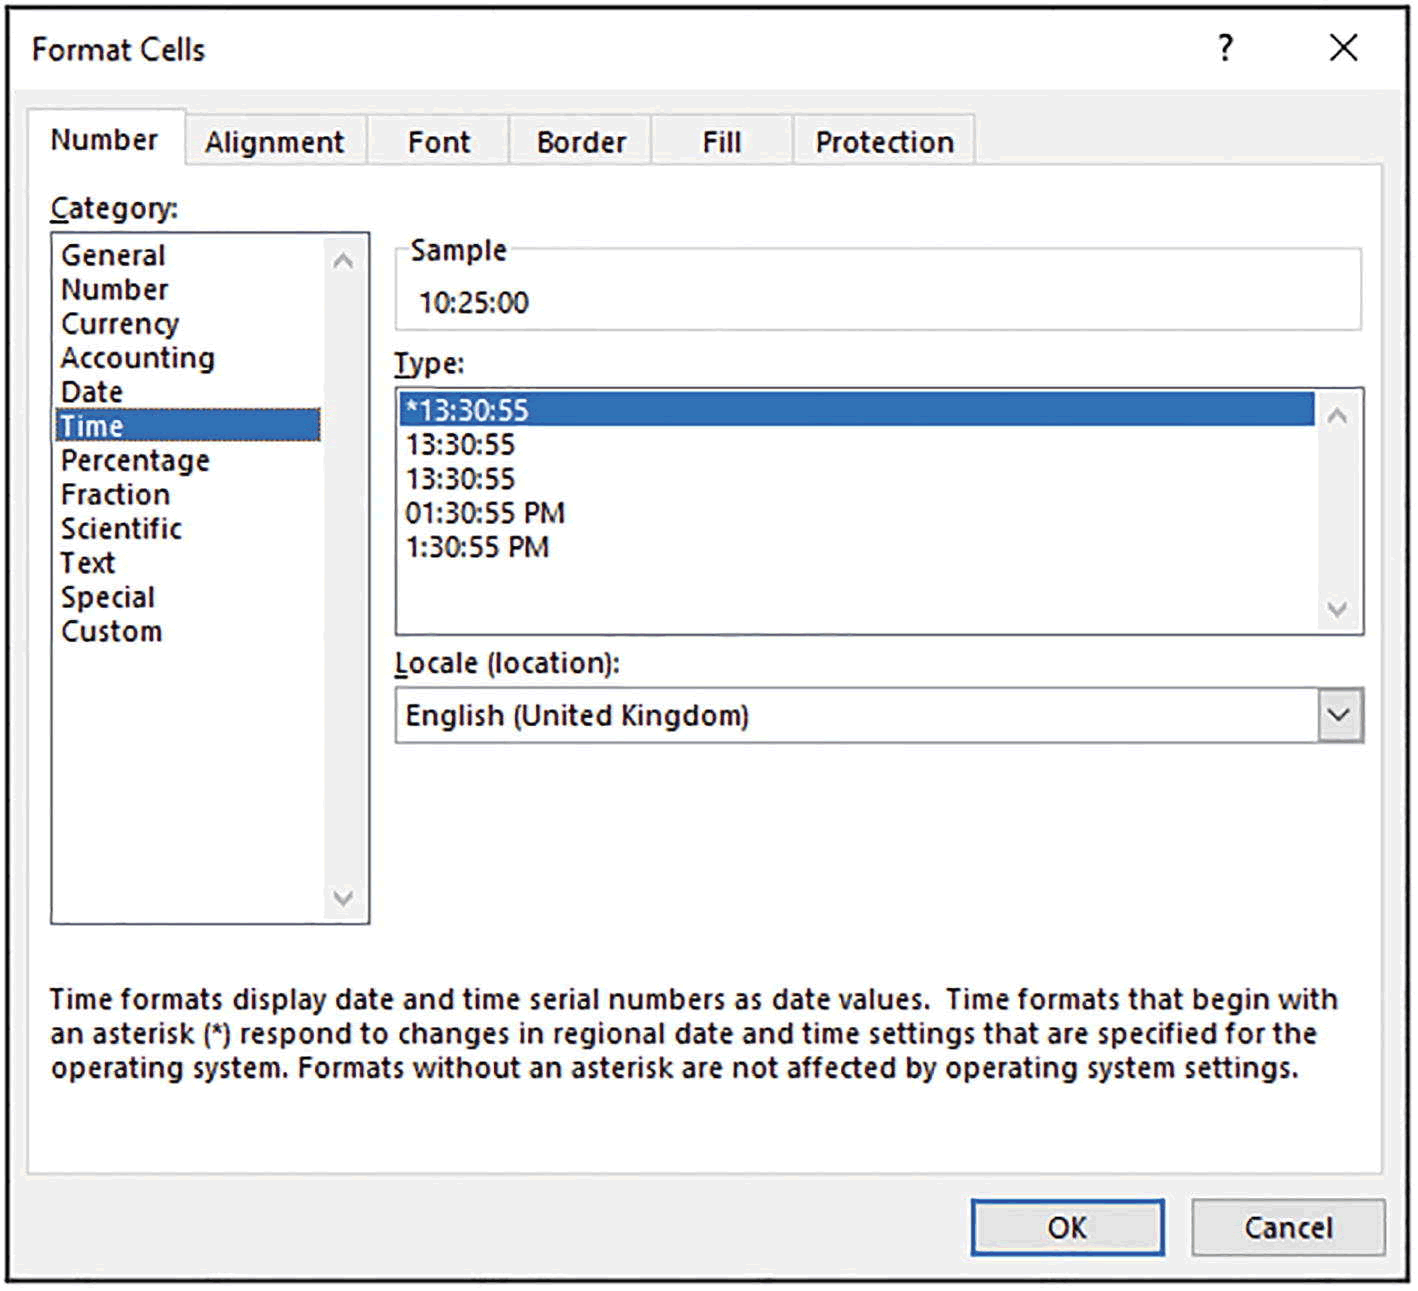 Format Cells ?
Number Alignment Font Border Fill Protection
Category:
General
Number
Currency
Accounting
Date
Time
Percentage
Fraction
Scientific
Text
Special
Custom
Sample
10:25:00
Type:
*13:30:55
13:30:55
13:30:55
01:30:55 PM
1:30:55 PM
Locale (location):
English (United Kingdom)
Time formats display date and time serial numbers as date values.  Time formats that begin with
an asterisk (*) respond to changes in regional date and time settings that are specified for the
operating system. Formats without an asterisk are not affected by operating system settings.
OK Cancel